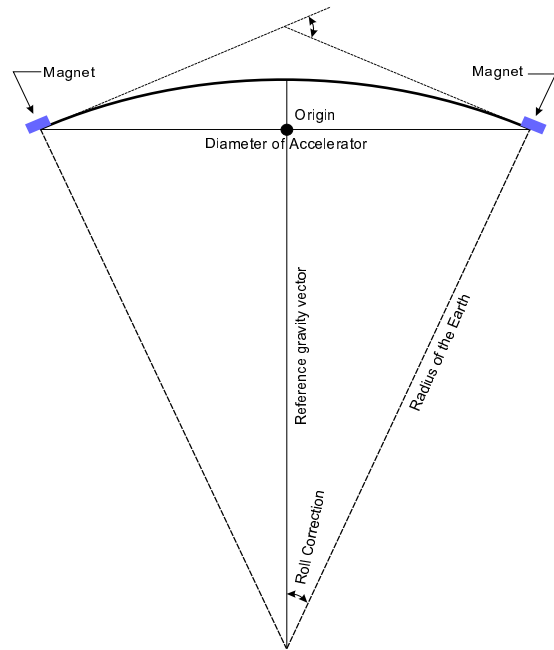 Magnet
Magnet
Origin
Diameter of Accelerator
Reference gravity vector
Radius of the Earth
Roll Correction